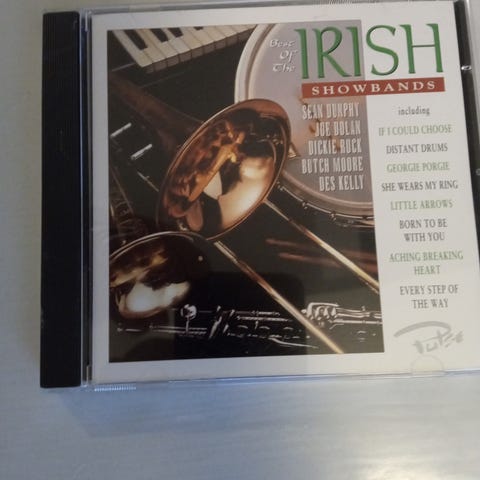 Best
Of
The
IRISH
SHOWBANDS
SEAN DUNPHY
JOE DOLAN
DICKIE ROCK
BUTCH MOORE
DES KELLY
including
IF I COULD CHOOSE
DISTANT DRUMS
GEORGIE PORGIE
SHE WEARS MY RING
LITTLE ARROWS
BORN TO BE
WITH YOU
ACHING BREAKING
HEART
EVERY STEP OF
THE WAY
PULSE